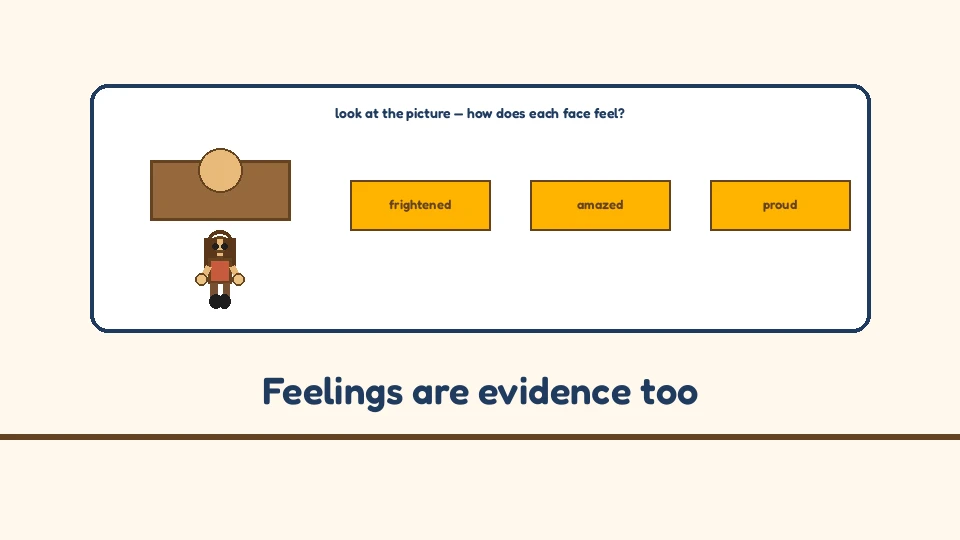 look at the picture – how does each face feel?
frightened
amazed
proud
Feelings are evidence too